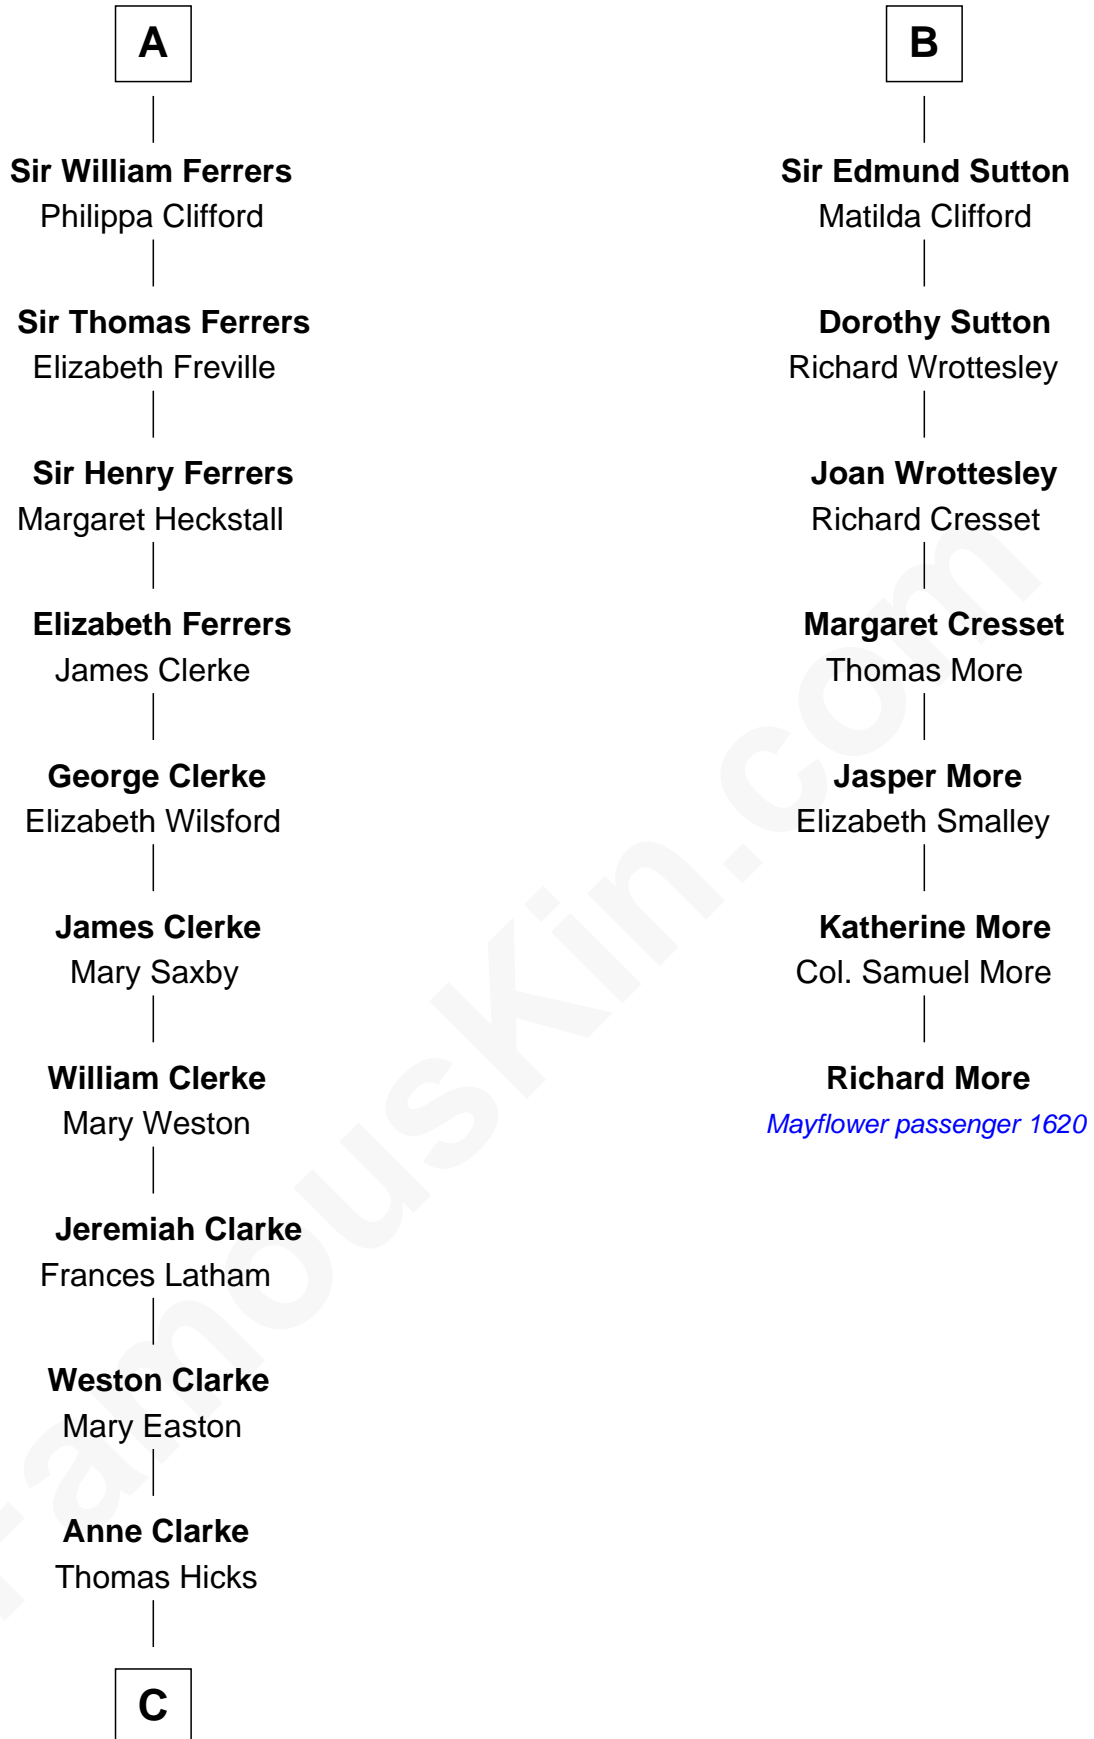 A
Sir William Ferrers
Philippa Clifford
Sir Thomas Ferrers
Elizabeth Freville
Sir Henry Ferrers
Margaret Heckstall
Elizabeth Ferrers
James Clerke
George Clerke
Elizabeth Wilsford
James Clerke
Mary Saxby
William Clerke
Mary Weston
Jeremiah Clarke
Frances Latham
Weston Clarke
Mary Easton
Anne Clarke
Thomas Hicks
C
B
Sir Edmund Sutton
Matilda Clifford
Dorothy Sutton
Richard Wrottesley
Joan Wrottesley
Richard Cresset
Margaret Cresset
Thomas More
Jasper More
Elizabeth Smalley
Katherine More
Col. Samuel More
Richard More
Mayflower passenger 1620
FamousKin.com